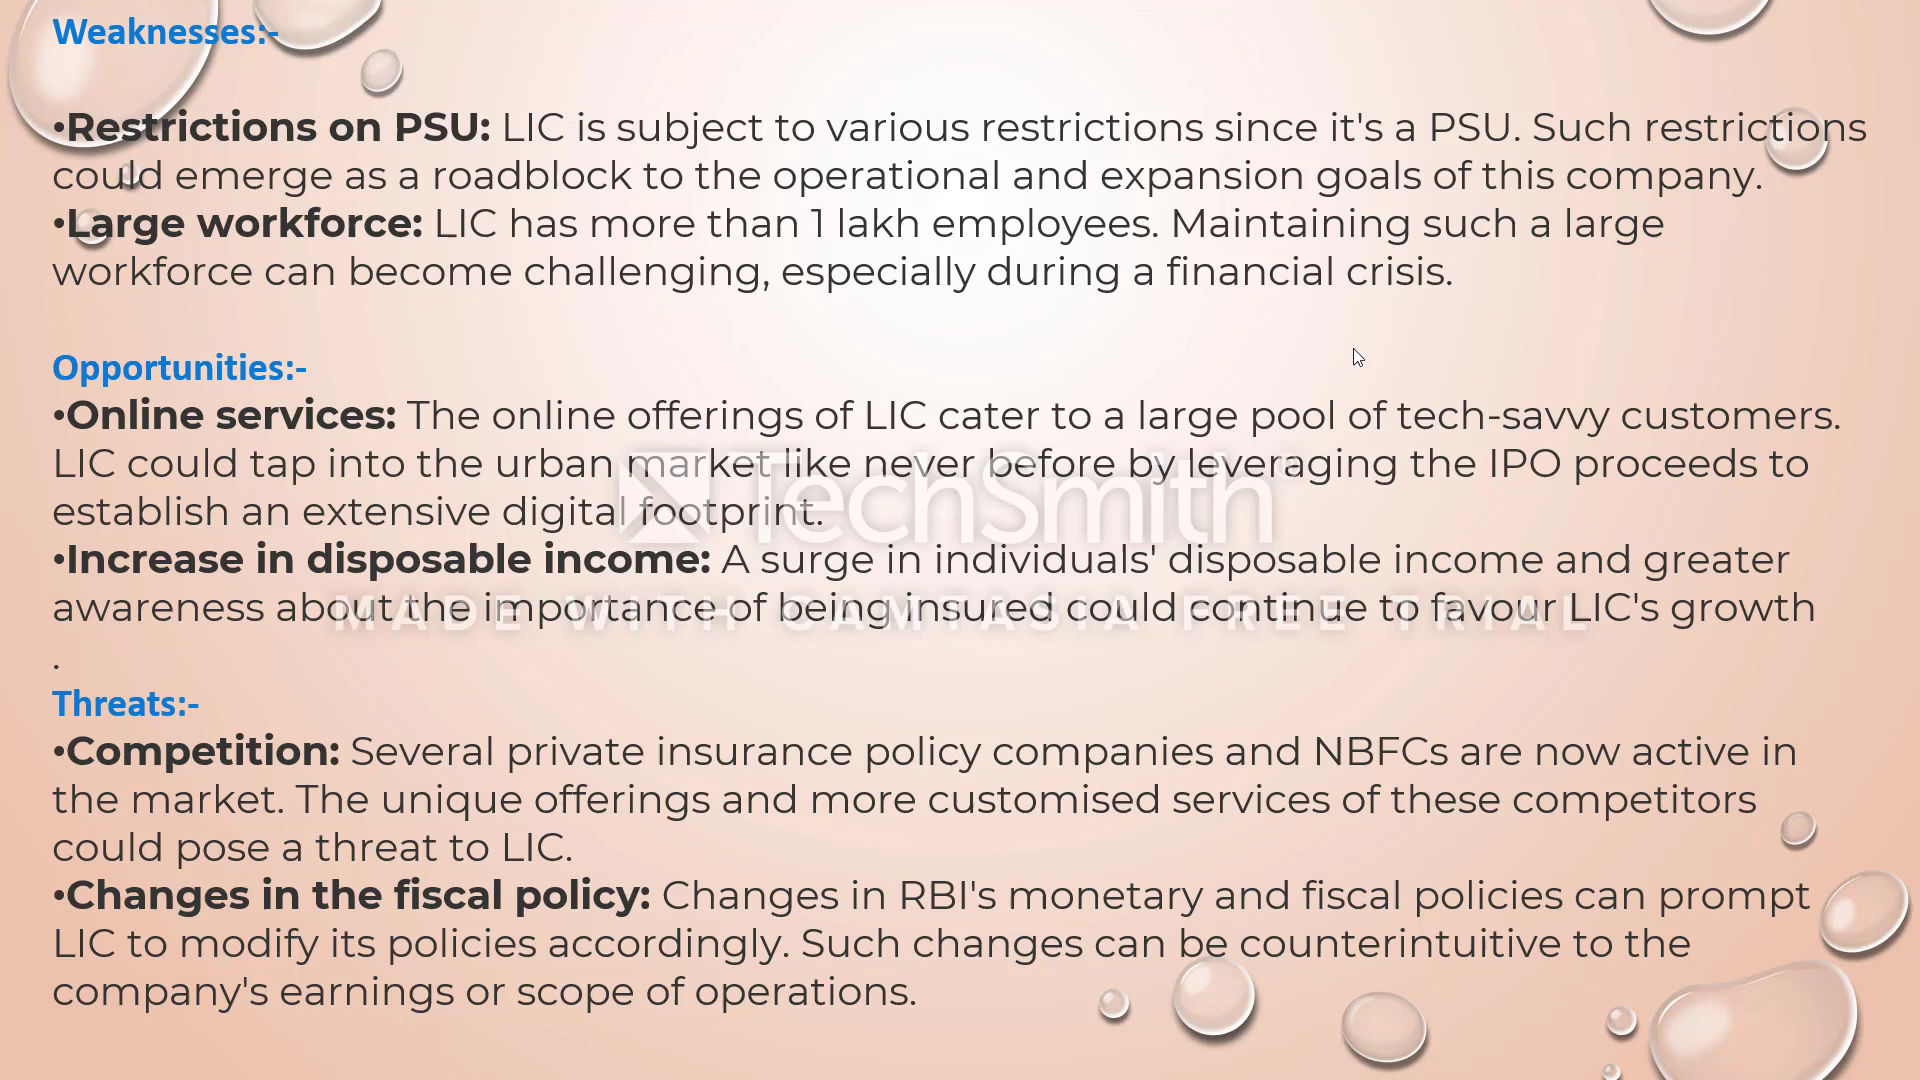 Weaknesses:-
•Restrictions on PSU: LIC is subject to various restrictions since it's a PSU. Such restrictions
could emerge as a roadblock to the operational and expansion goals of this company.
•Large workforce: LIC has more than 1 lakh employees. Maintaining such a large
workforce can become challenging, especially during a financial crisis.
Opportunities:-
•Online services: The online offerings of LIC cater to a large pool of tech-savvy customers.
LIC could tap into the urban market like never before by leveraging the IPO proceeds to
establish an extensive digital footprint.
TechSmith
•Increase in disposable income: A surge in individuals' disposable income and greater
awareness about the importance of being insured could continue to favour LIC's growth
MADE WITH CAMTASIA FREE TRIAL
.
Threats:-
•Competition: Several private insurance policy companies and NBFCs are now active in
the market. The unique offerings and more customised services of these competitors
could pose a threat to LIC.
•Changes in the fiscal policy: Changes in RBI's monetary and fiscal policies can prompt
LIC to modify its policies accordingly. Such changes can be counterintuitive to the
company's earnings or scope of operations.